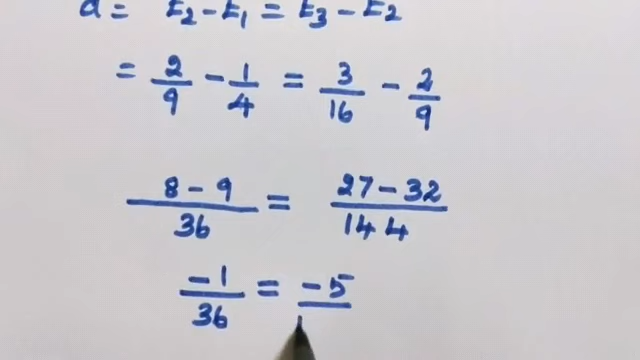 d = t₂ - t₁ = t₃ - t₂
= 2/9 - 1/4 = 3/16 - 2/9
8 - 9 / 36 = 27 - 32 / 144
-1/36 = -5